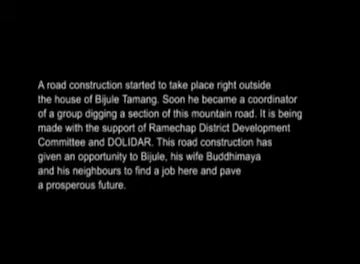 A road construction started to take place right outside
the house of Bijule Tamang. Soon he became a coordinator
of a group digging a section of this mountain road. It is being
made with the support of Ramechap District Development
Committee and DOLIDAR. This road construction has
given an opportunity to Bijule, his wife Buddhimaya
and his neighbours to find a job here and pave
a prosperous future.